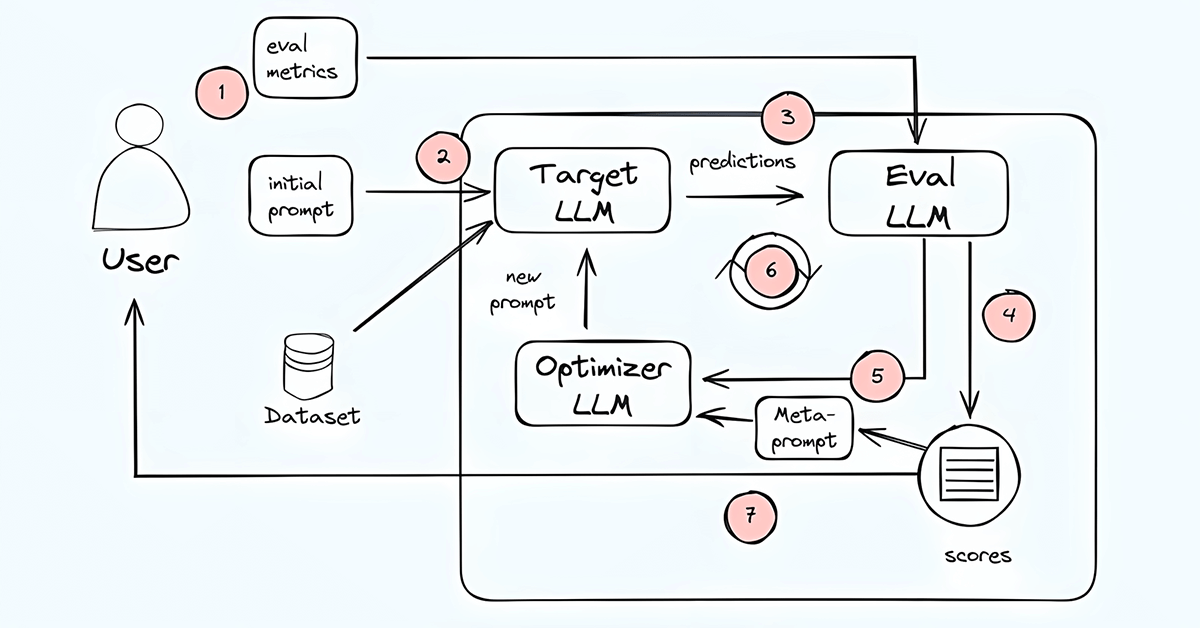 eval
metrics
1
3
2
Target
LLM
predictions
Eval
LLM
initial
prompt
User
new
prompt
6
4
Optimizer
LLM
5
Dataset
Meta-
prompt
7
scores